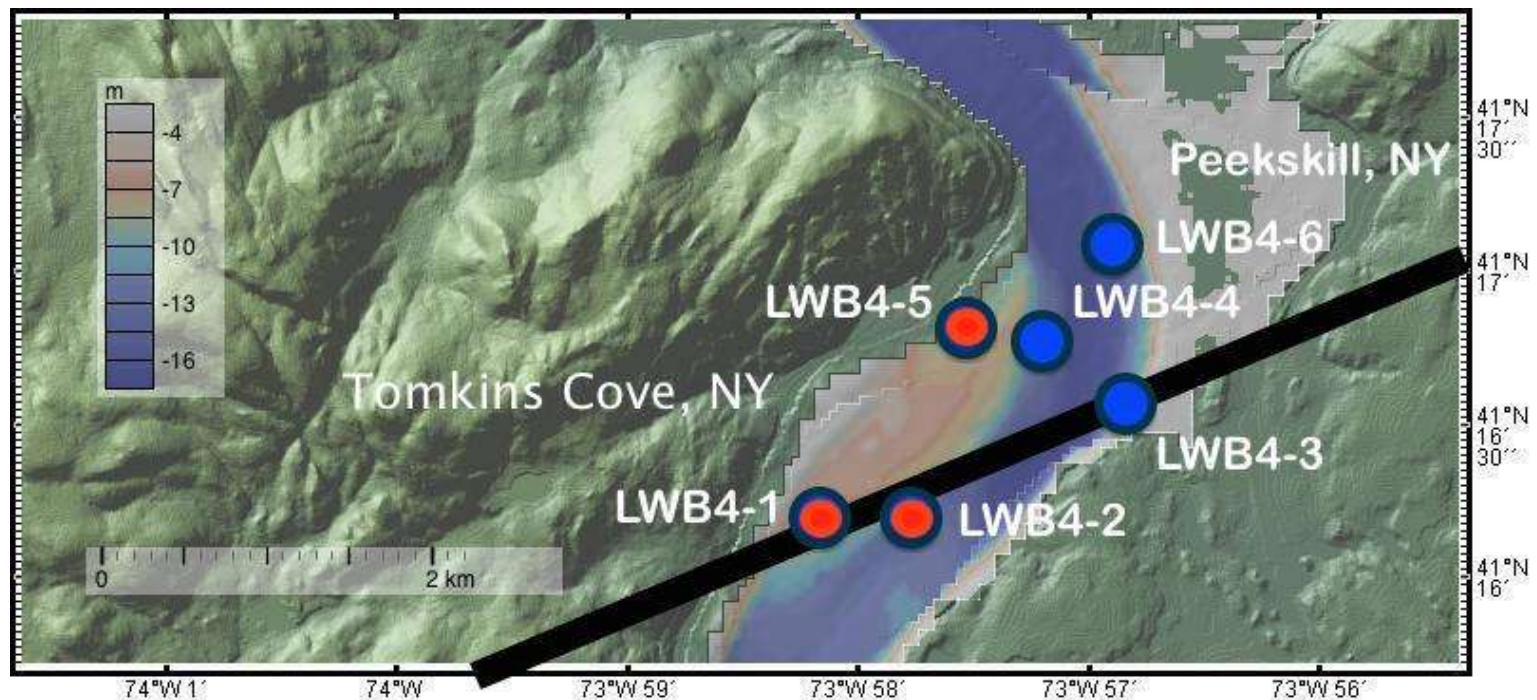 m
-4
-7
-10
-13
-16
Peekskill, NY
LWB4-6
LWB4-5
LWB4-4
Tomkins Cove, NY
LWB4-3
LWB4-1
LWB4-2
0
2 km
41°N
17´
30´´
41°N
17´
41°N
16´
30´´
41°N
16´
74°W 1´
74°W
73°W 59´
73°W 58´
73°W 57´
73°W 56´